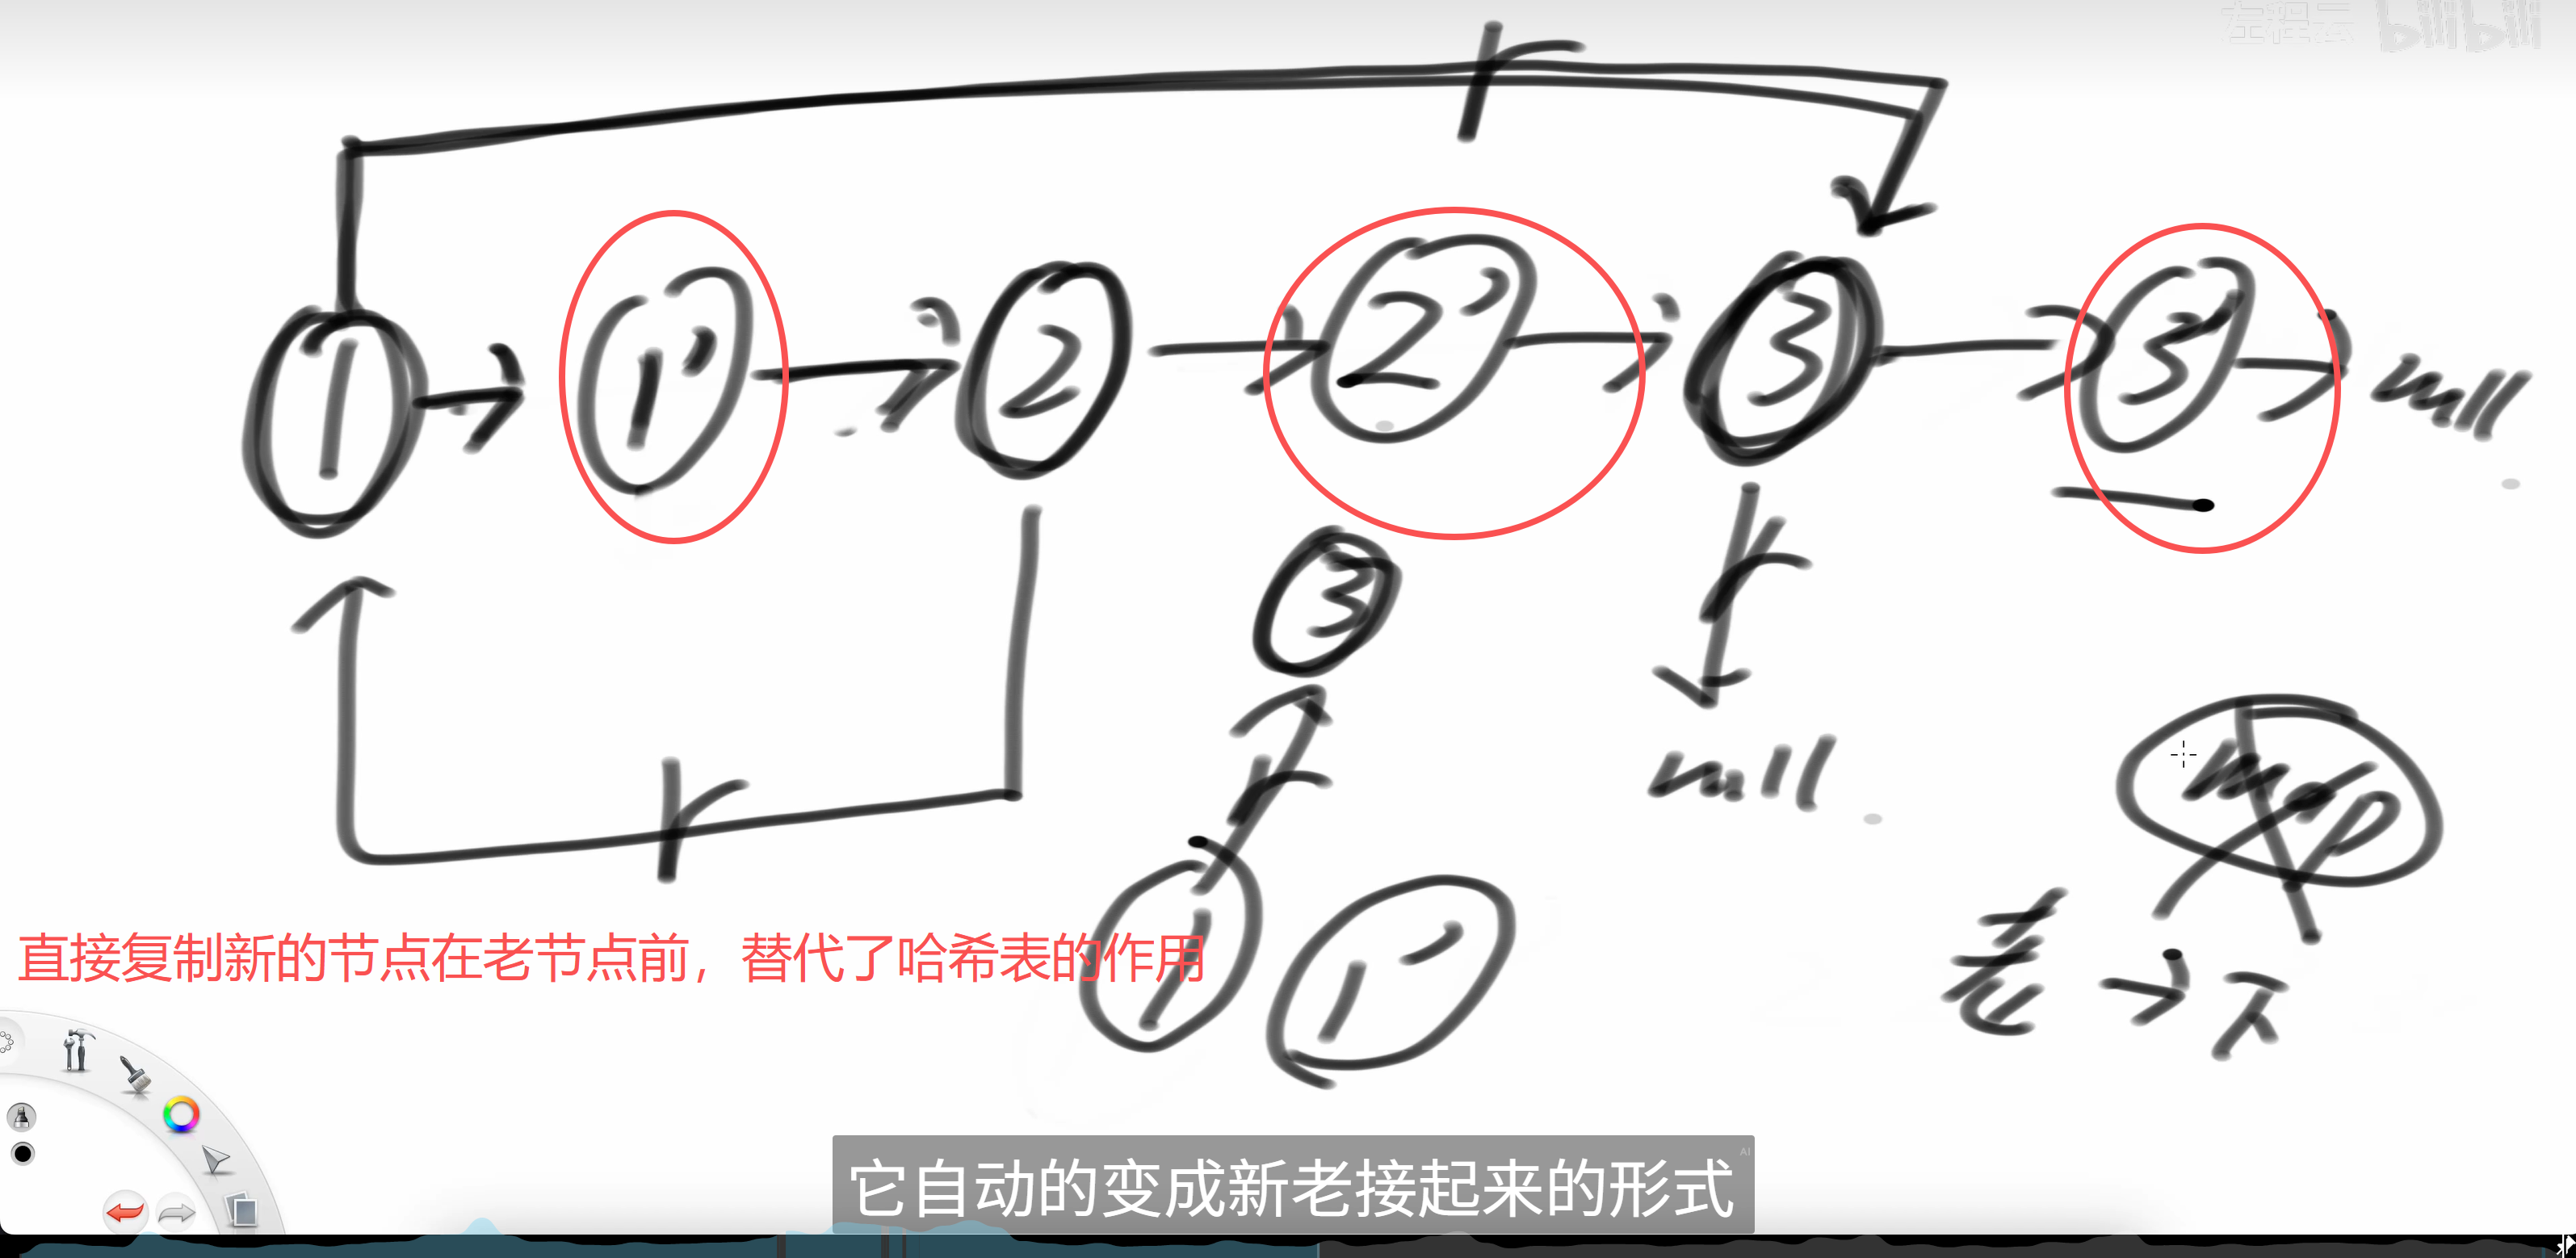 左程云 bilibili
r
1 1' 2 2' 3 3' null
3
r
r
r
null
map
直接复制新的节点在老节点前，替代了哈希表的作用
1 1'
老 → 下
它自动的变成新老接起来的形式
AI